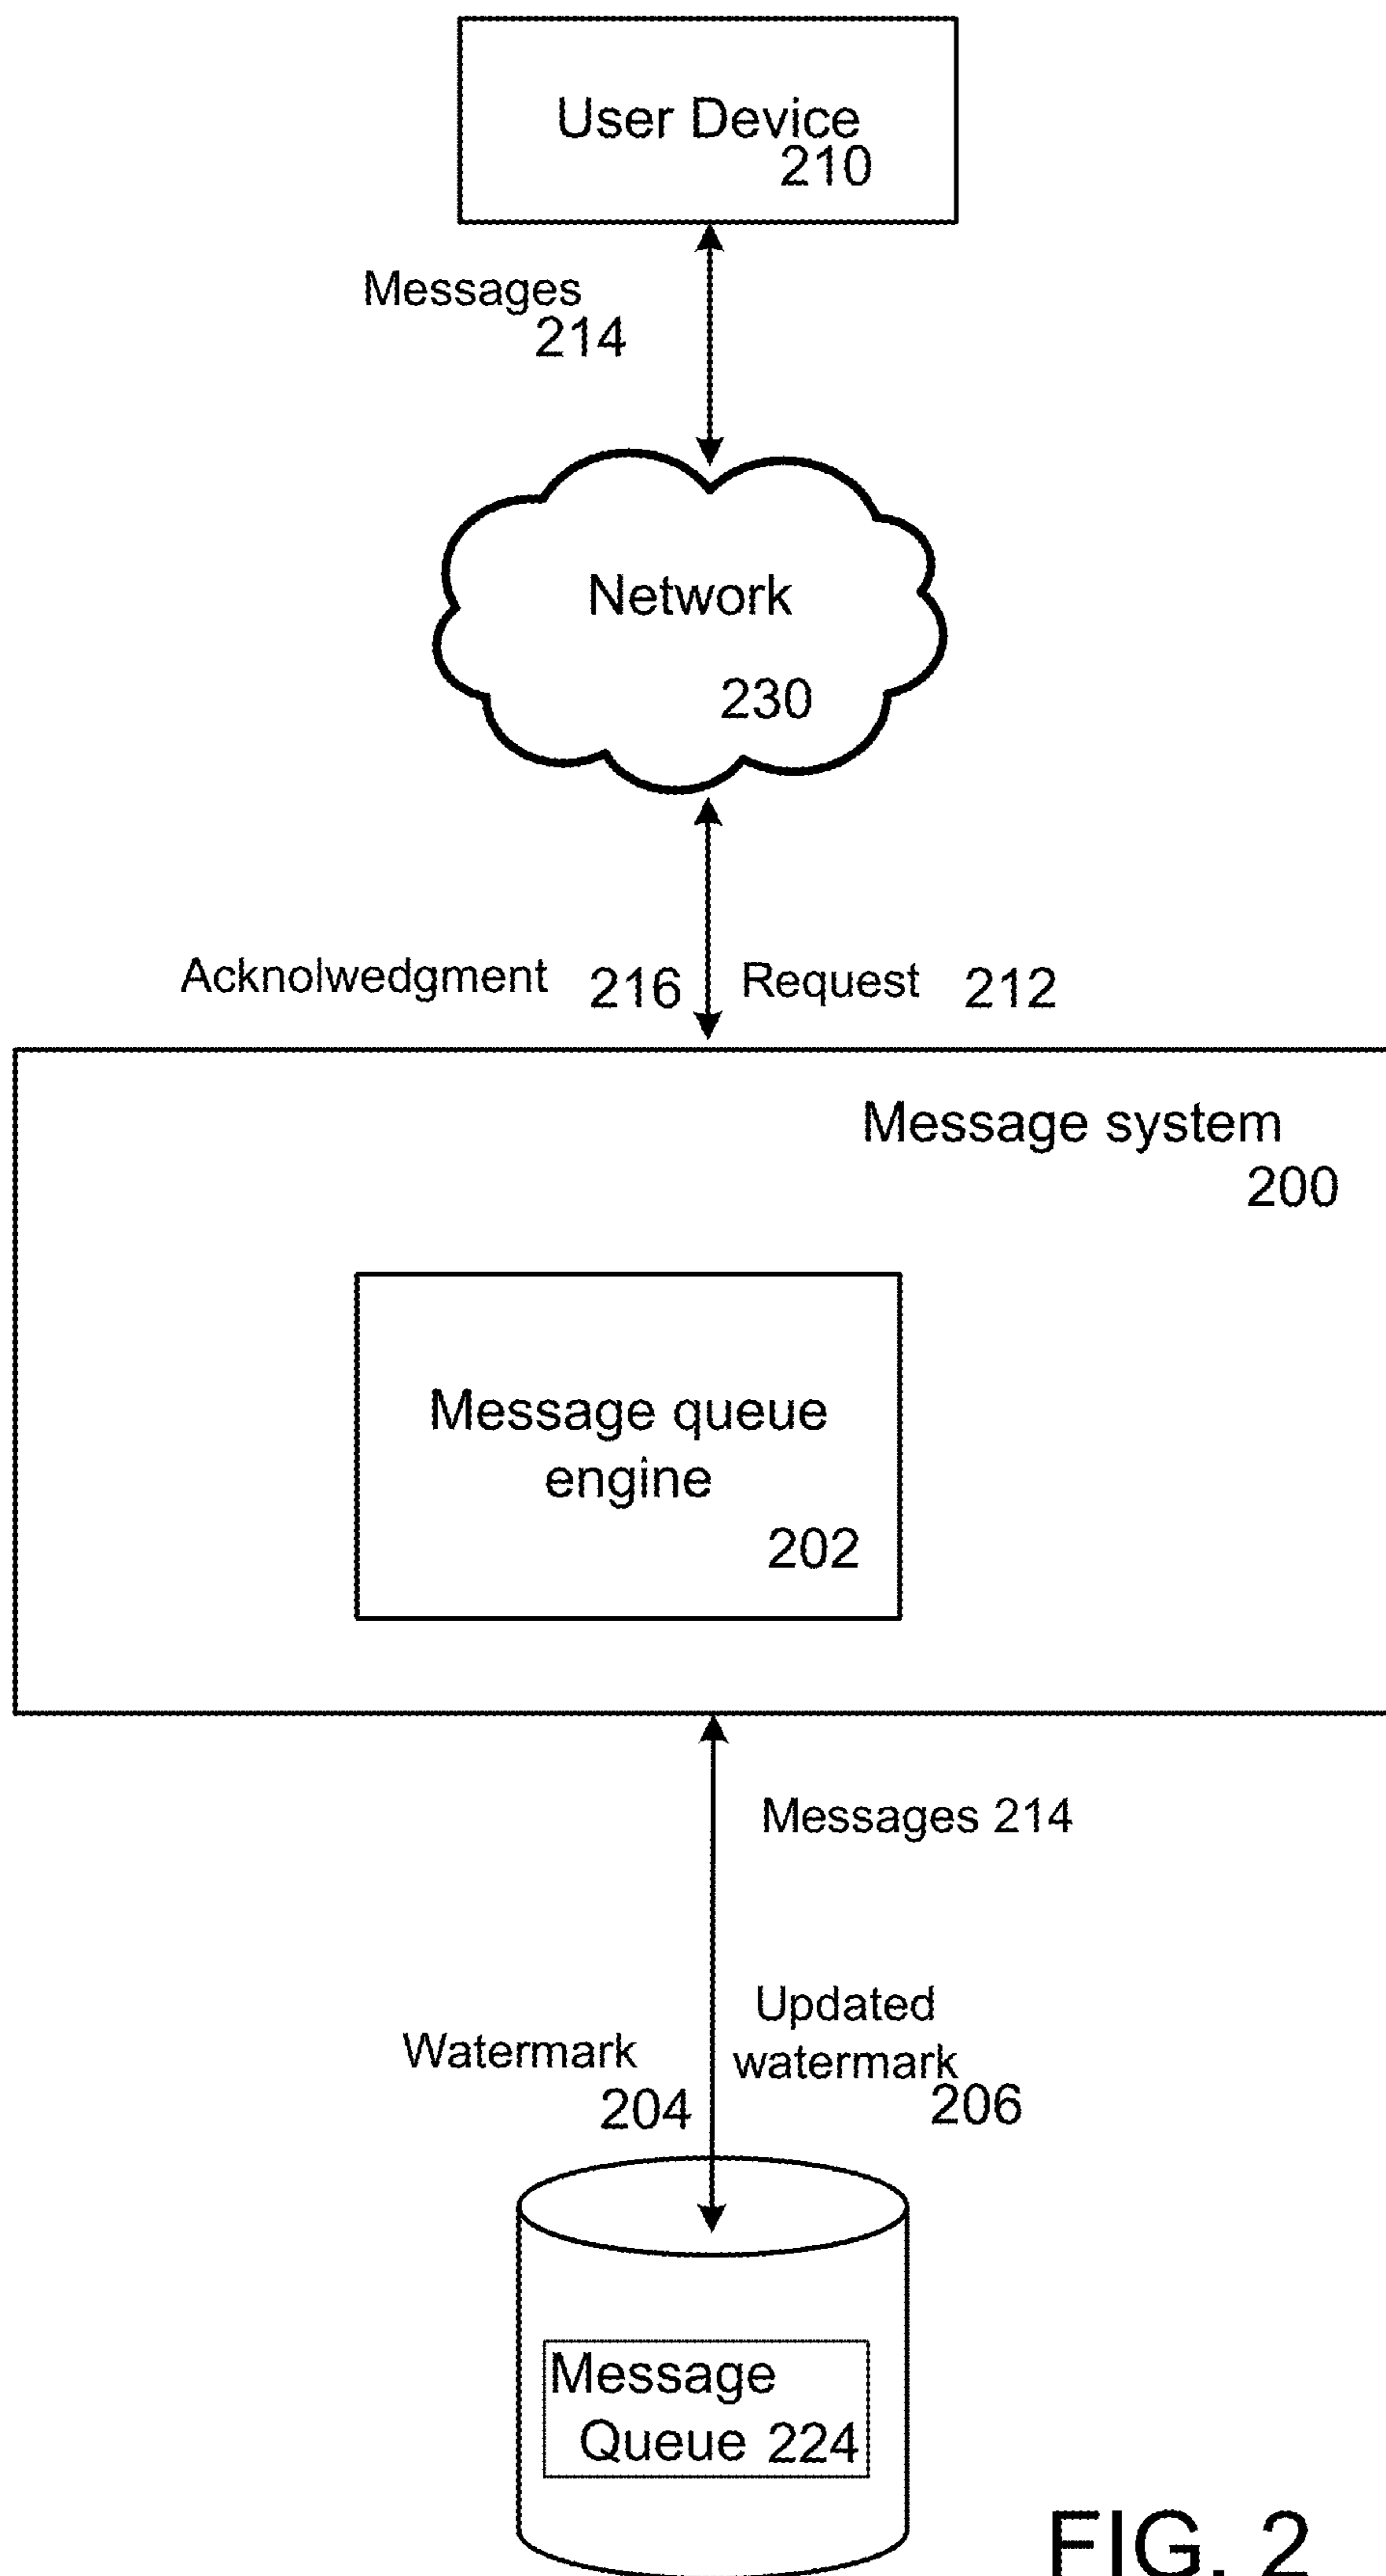 User Device
210
Messages
214
Network
230
Acknolwedgment 216 Request 212
Message system
200
Message queue
engine
202
Messages 214
Updated
Watermark watermark
204 206
Message
Queue 224
FIG. 2